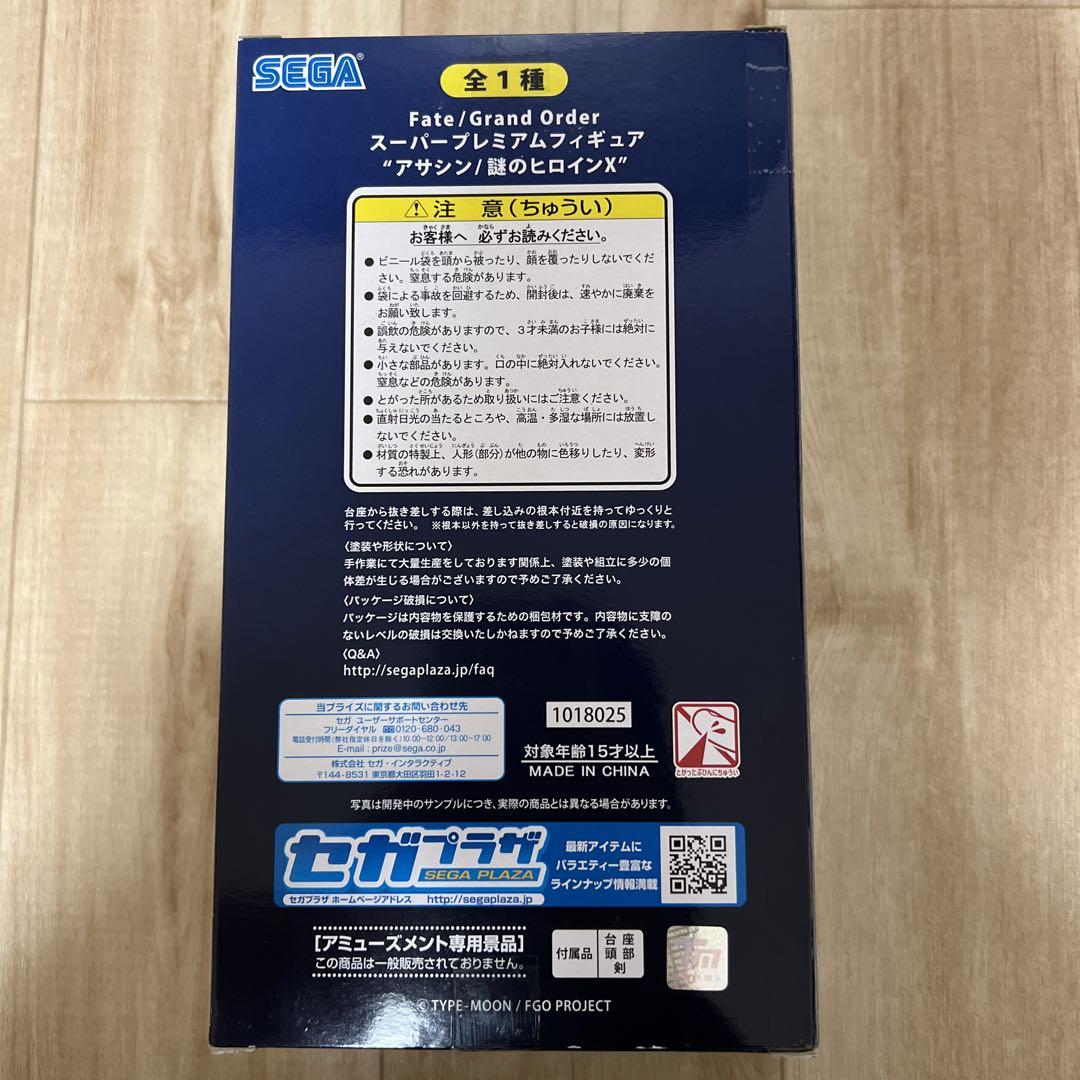 SEGA®
全1種
Fate/Grand Order
スーパープレミアムフィギュア
“アサシン/謎のヒロインX”
注 意(ちゅうい)
お客様へ 必ずお読みください。
●ビニール袋を頭から被ったり、顔を覆ったりしないでくだ
さい。窒息する危険があります。
●袋による事故を回避するため、開封後は、速やかに廃棄を
お願い致します。
●誤飲の危険がありますので、3才未満のお子様には絶対に
与えないでください。
●小さな部品があります。口の中に絶対入れないでください。
窒息などの危険があります。
●とがった所があるため取り扱いにはご注意ください。
●直射日光の当たるところや、高温・多湿な場所には放置し
ないでください。
●材質の特製上、人形(部分)が他の物に色移りしたり、変形
する恐れがあります。
台座から抜き差しする際は、差し込みの根本付近を持ってゆっくりと
行ってください。 ※根本以外を持って抜き差しすると破損の原因になります。
〈塗装や形状について〉
手作業にて大量生産をしております関係上、塗装や組立に多少の個
体差が生じる場合がございますので予めご了承ください。
〈パッケージ破損について〉
パッケージは内容物を保護するための梱包材です。内容物に支障の
ないレベルの破損は交換いたしかねますので予めご了承ください。
〈Q&A〉
http://segaplaza.jp/faq
当プライズに関するお問い合わせ先
セガ ユーザーサポートセンター
フリーダイヤル 0120-680-043
電話受付時間(弊社指定休日を除く)10:00~12:00/13:00~17:00
E-mail : prize@sega.co.jp
株式会社 セガ・インタラクティブ
〒144-8531 東京都大田区羽田1-2-12
1018025
対象年齢15才以上
MADE IN CHINA
とがったぶひんにちゅうい
写真は開発中のサンプルにつき、実際の商品とは異なる場合があります。
セガプラザ
SEGA PLAZA
セガプラザ ホームページアドレス http://segaplaza.jp/
最新アイテムに
バラエティー豊富な
ラインナップ情報満載
[アミューズメント専用景品]
この商品は一般販売されておりません。
付属品
台座
頭部
剣
©TYPE-MOON / FGO PROJECT